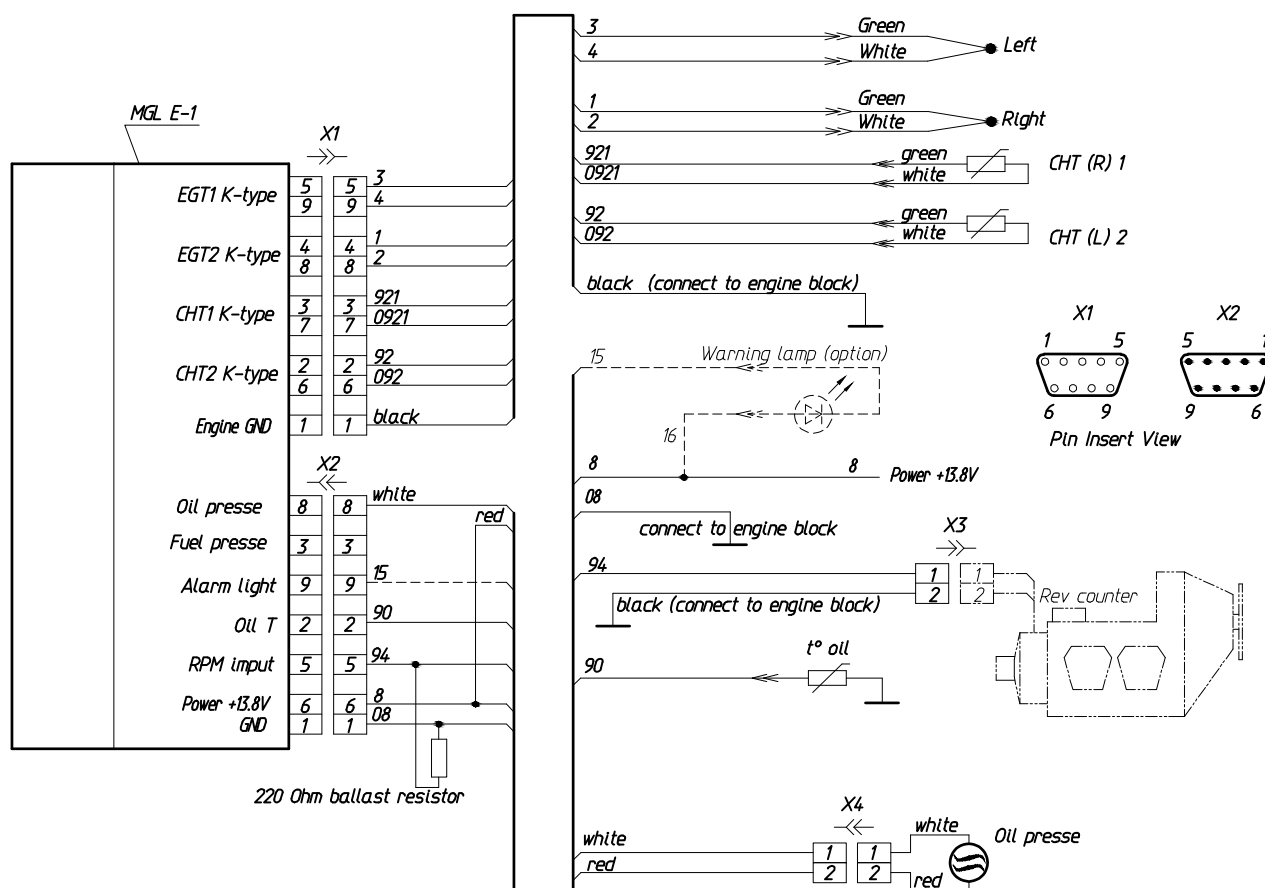 MGL E-1
X1
EGT1 K-type 5 5 3
9 9 4
EGT2 K-type 4 4 1
8 8 2
CHT1 K-type 3 3 921
7 7 0921
CHT2 K-type 2 2 92
6 6 092
Engine GND 1 1 black
X2
Oil presse 8 8 white
red
Fuel presse 3 3
Alarm light 9 9 15
Oil T 2 2 90
RPM imput 5 5 94
Power +13.8V 6 6 8
GND 1 1 08
220 Ohm ballast resistor
3 Green
4 White
Left
1 Green
2 White
Right
921 green
0921 white
CHT (R) 1
92 green
092 white
CHT (L) 2
black (connect to engine block)
15 Warning lamp (option)
16
8 8 Power +13.8V
08
connect to engine block
X3
94 1 1
2 2
black (connect to engine block)
Rev counter
90 t° oil
X4
white 1 1 white
red 2 2 red
Oil presse
X1
1 5
6 9
X2
5 1
9 6
Pin Insert View